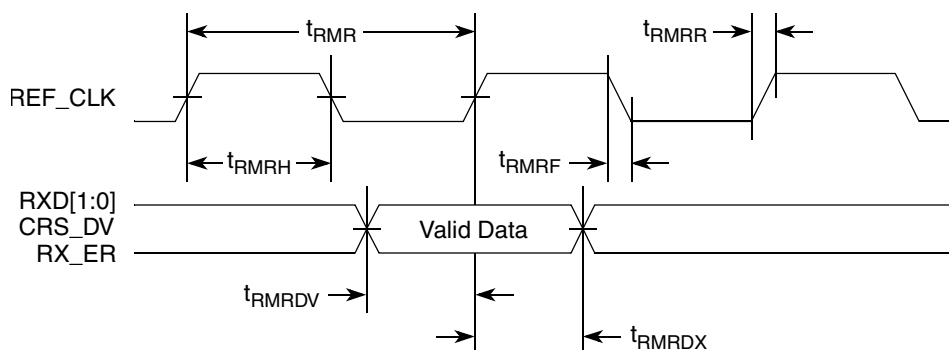 tRMR
tRMRR
REF_CLK
tRMRH
tRMRF
RXD[1:0]
CRS_DV
Valid Data
RX_ER
tRMRDV
tRMRDX